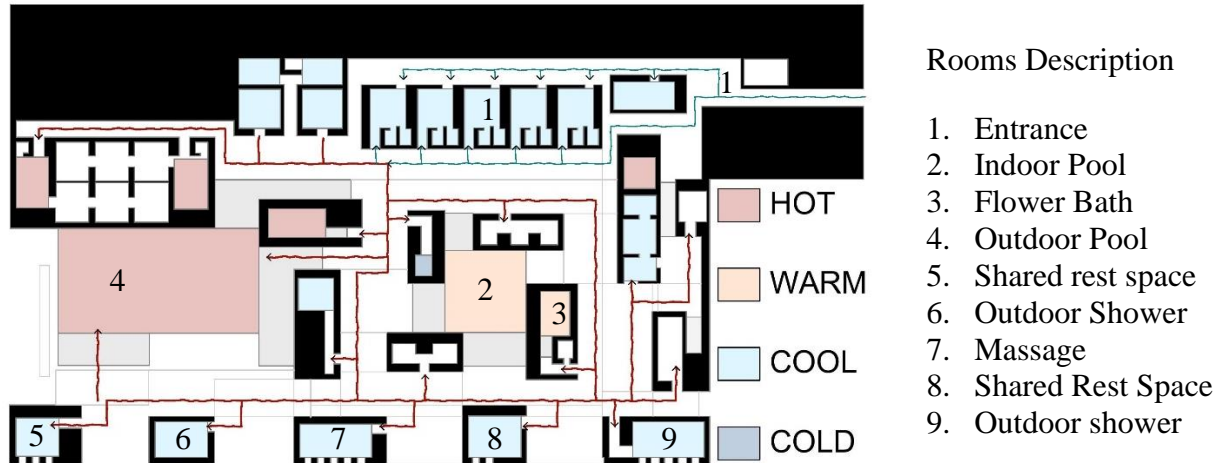 1
1
HOT
WARM
COOL
COLD
4
2
3
5
6
7
8
9
Rooms Description
1. Entrance
2. Indoor Pool
3. Flower Bath
4. Outdoor Pool
5. Shared rest space
6. Outdoor Shower
7. Massage
8. Shared Rest Space
9. Outdoor shower